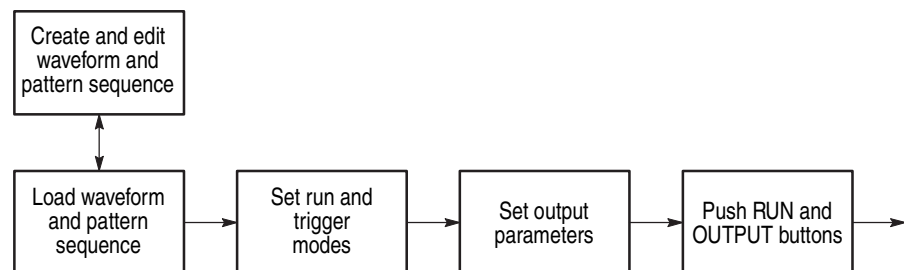 Create and edit
waveform and
pattern sequence
Load waveform
and pattern
sequence
Set run and
trigger
modes
Set output
parameters
Push RUN and
OUTPUT buttons